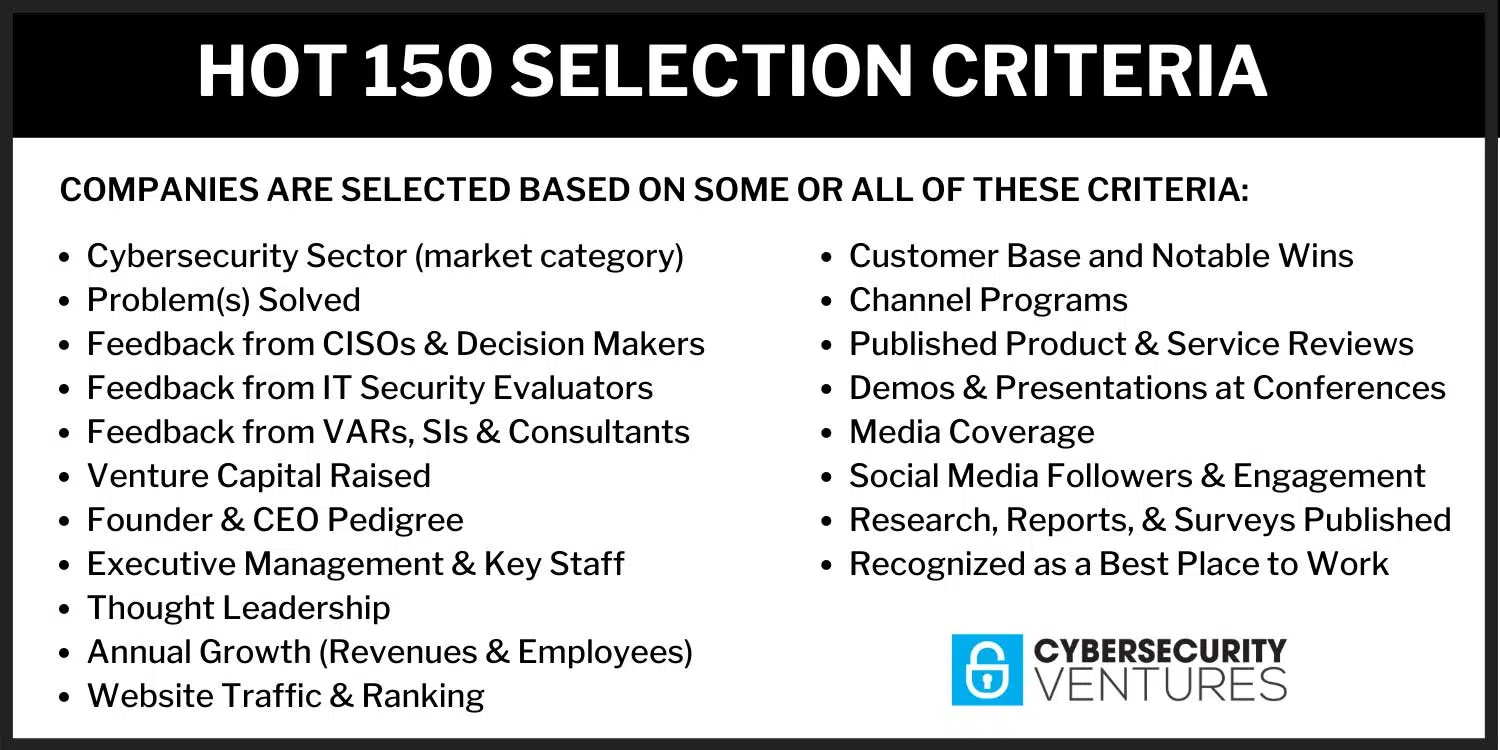 HOT 150 SELECTION CRITERIA
COMPANIES ARE SELECTED BASED ON SOME OR ALL OF THESE CRITERIA:
• Cybersecurity Sector (market category)
• Problem(s) Solved
• Feedback from CISOs & Decision Makers
• Feedback from IT Security Evaluators
• Feedback from VARs, SIs & Consultants
• Venture Capital Raised
• Founder & CEO Pedigree
• Executive Management & Key Staff
• Thought Leadership
• Annual Growth (Revenues & Employees)
• Website Traffic & Ranking
• Customer Base and Notable Wins
• Channel Programs
• Published Product & Service Reviews
• Demos & Presentations at Conferences
• Media Coverage
• Social Media Followers & Engagement
• Research, Reports, & Surveys Published
• Recognized as a Best Place to Work
CYBERSECURITY
VENTURES